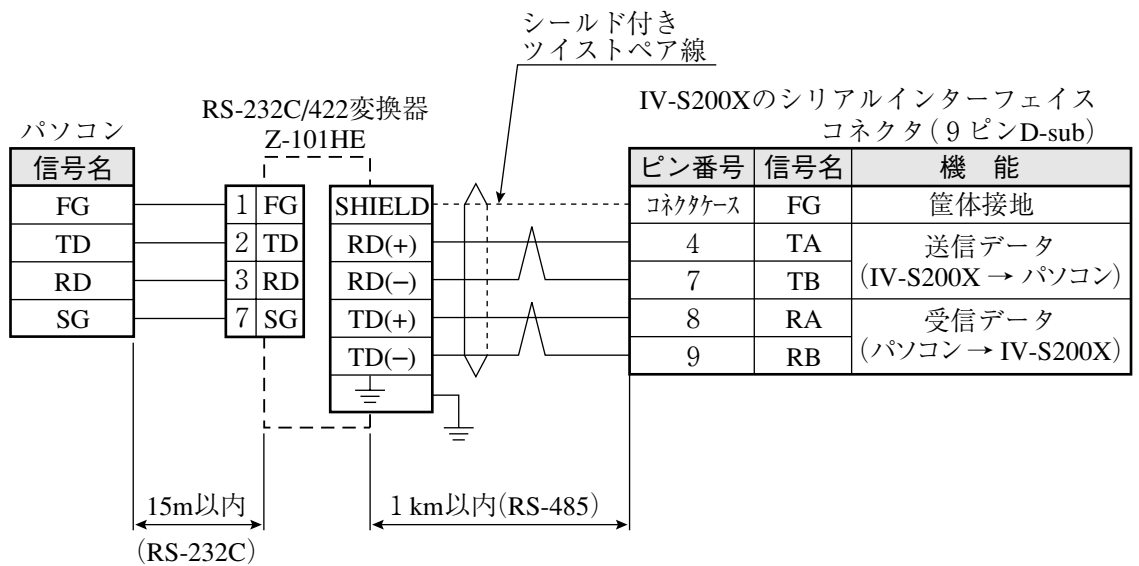 シールド付き
ツイストペア線
RS-232C/422変換器
Z-101HE
IV-S200Xのシリアルインターフェイス
コネクタ(９ピンD-sub)
パソコン
信号名
FG
TD
RD
SG
1 FG
2 TD
3 RD
7 SG
SHIELD
RD(+)
RD(−)
TD(+)
TD(−)
ピン番号 信号名 機　能
ｺﾈｸﾀｹｰｽ FG 筐体接地
4 TA 送信データ
7 TB (IV-S200X → パソコン)
8 RA 受信データ
9 RB (パソコン → IV-S200X)
15m以内
(RS-232C)
１km以内(RS-485)